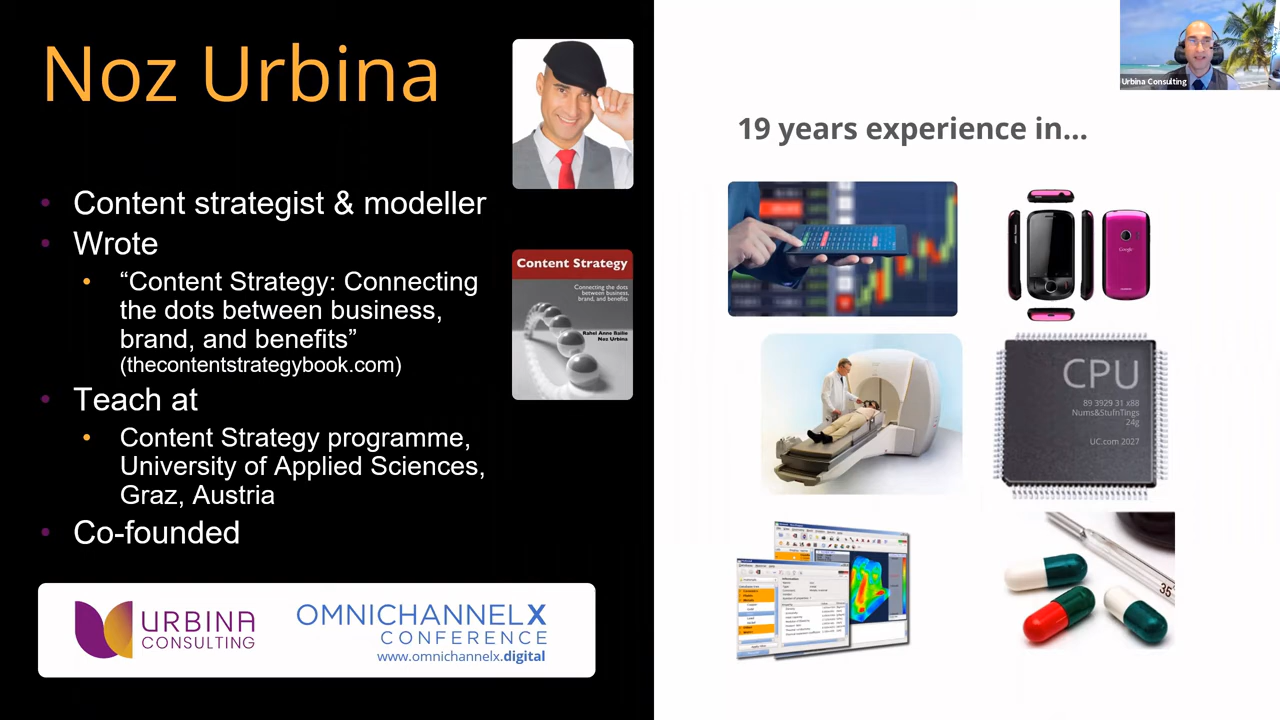 Noz Urbina
Content strategist & modeller
Wrote
“Content Strategy: Connecting
the dots between business,
brand, and benefits”
(thecontentstrategybook.com)
Teach at
Content Strategy programme,
University of Applied Sciences,
Graz, Austria
Co-founded
URBINA
CONSULTING
OMNICHANNELX
CONFERENCE
www.omnichannelx.digital
Content Strategy
Connecting the dots
between business,
brand, and benefits
Rahel Anne Bailie
Noz Urbina
Urbina Consulting
19 years experience in...
Google
CPU
89 3929 31 x88
Nums&StufnTings
24g
UC.com 2027
35